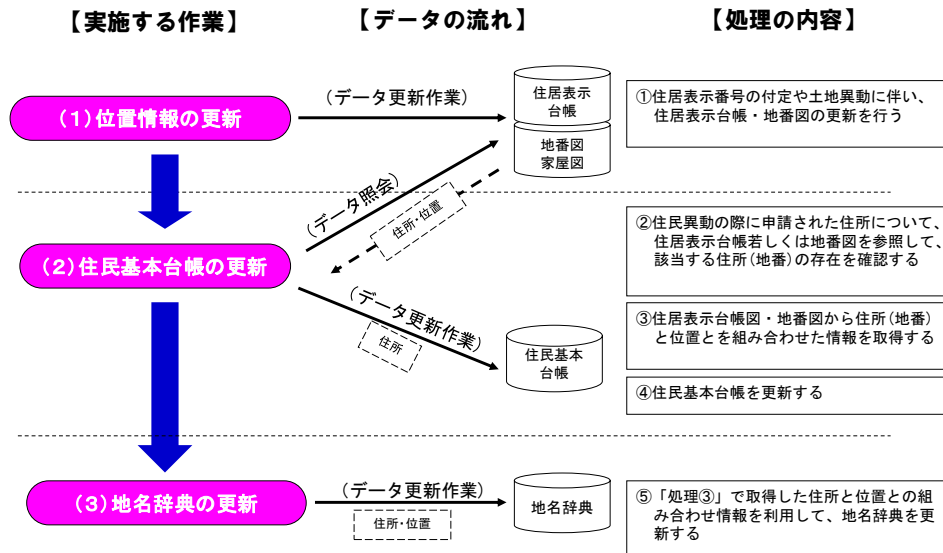 【実施する作業】
【データの流れ】
【処理の内容】
(データ更新作業)
住居表示
台帳
(1)位置情報の更新
地番図
家屋図
①住居表示番号の付定や土地異動に伴い、
住居表示台帳・地番図の更新を行う
(データ照会)
住所・位置
(2)住民基本台帳の更新
②住民異動の際に申請された住所について、
住居表示台帳若しくは地番図を参照して、
該当する住所(地番)の存在を確認する
(データ更新作業)
住所
住民基本
台帳
③住居表示台帳図・地番図から住所(地番)
と位置とを組み合わせた情報を取得する
④住民基本台帳を更新する
(3)地名辞典の更新
(データ更新作業)
住所・位置
地名辞典
⑤「処理③」で取得した住所と位置との組
み合わせ情報を利用して、地名辞典を更
新する